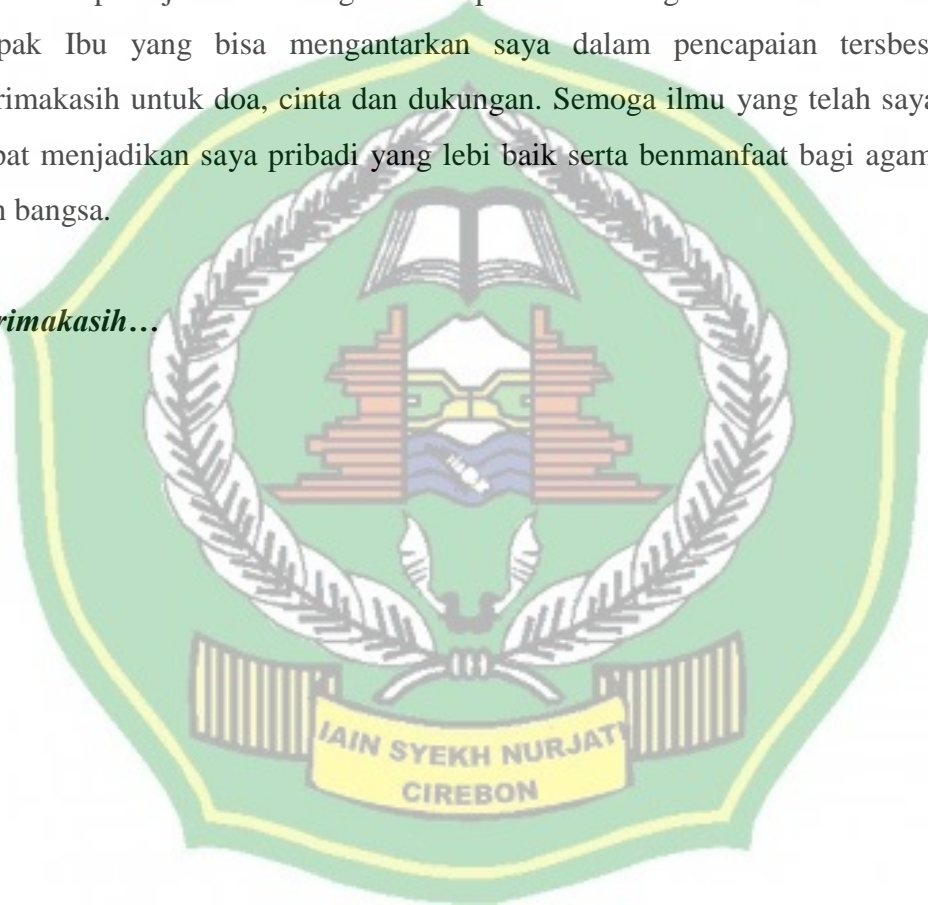 pak Ibu yang bisa mengantarkan saya dalam pencapaian tersbes
rimakasih untuk doa, cinta dan dukungan. Semoga ilmu yang telah saya
pat menjadikan saya pribadi yang lebi baik serta benmanfaat bagi agam
n bangsa.
rimakasih…
IAIN SYEKH NURJATI
CIREBON